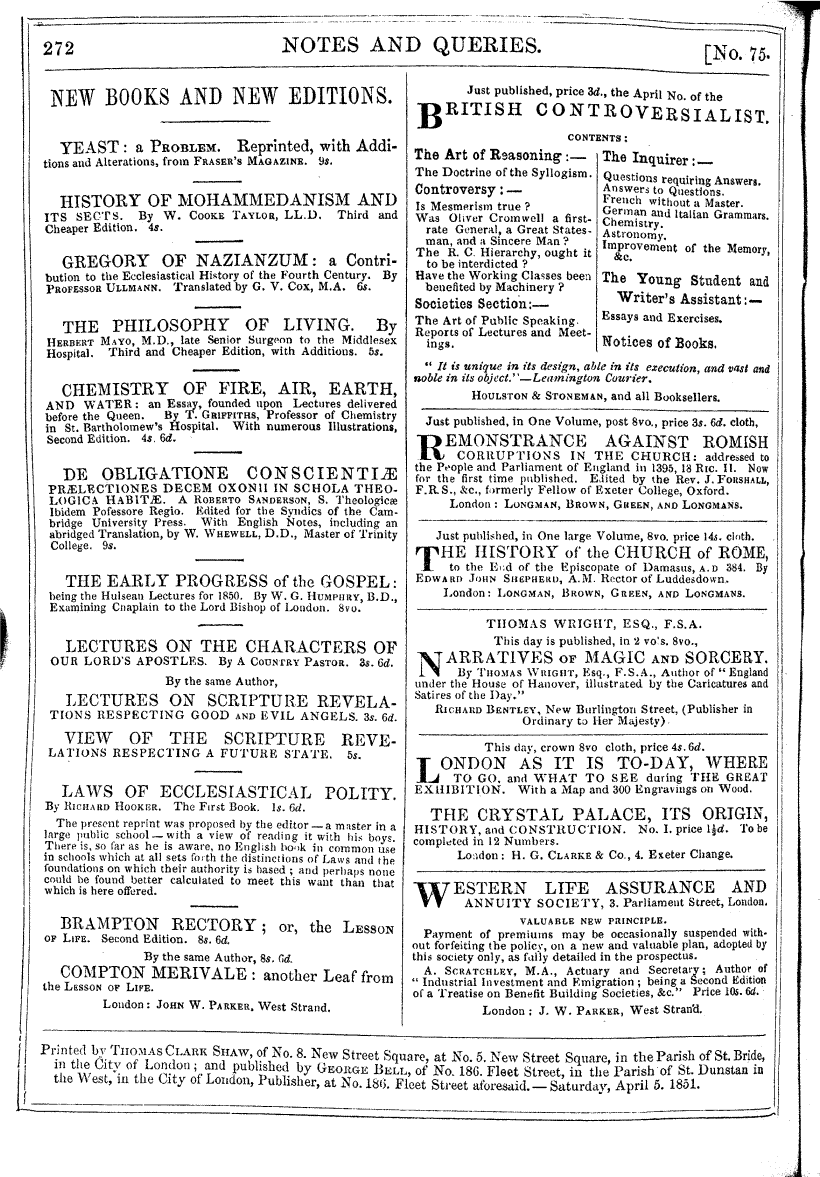 272
NOTES AND QUERIES.
[No. 75.
NEW BOOKS AND NEW EDITIONS.
YEAST: a PROBLEM. Reprinted, with Addi-
tions and Alterations, from FRASER'S MAGAZINE. 9s.
HISTORY OF MOHAMMEDANISM AND
ITS SECTS. By W. COOKE TAYLOR, LL.D. Third and
Cheaper Edition. 4s.
GREGORY OF NAZIANZUM: a Contri-
bution to the Ecclesiastical History of the Fourth Century. By
PROFESSOR ULLMANN. Translated by G. V. COX, M.A. 6s.
THE PHILOSOPHY OF LIVING. By
HERBERT MAYO, M.D., late Senior Surgeon to the Middlesex
Hospital. Third and Cheaper Edition, with Additions. 5s.
CHEMISTRY OF FIRE, AIR, EARTH,
AND WATER: an Essay, founded upon Lectures delivered
before the Queen. By T. GRIFFITHS, Professor of Chemistry
in St. Bartholomew's Hospital. With numerous Illustrations,
Second Edition. 4s. 6d.
DE OBLIGATIONE CONSCIENTIÆ
PRÆLECTIONES DECEM OXONII IN SCHOLA THEO-
LOGICA HABITÆ. A ROBERTO SANDERSON, S. Theologicæ
Ibidem Pofessore Regio. Edited for the Syndics of the Cam-
bridge University Press. With English Notes, including an
abridged Translation, by W. WHEWELL, D.D., Master of Trinity
College. 9s.
THE EARLY PROGRESS of the GOSPEL:
being the Hulsean Lectures for 1850. By W. G. HUMPHRY, B.D.,
Examining Chaplain to the Lord Bishop of London. 8vo.
LECTURES ON THE CHARACTERS OF
OUR LORD'S APOSTLES. By A COUNTRY PASTOR. 3s. 6d.
By the same Author,
LECTURES ON SCRIPTURE REVELA-
TIONS RESPECTING GOOD AND EVIL ANGELS. 3s. 6d.
VIEW OF THE SCRIPTURE REVE-
LATIONS RESPECTING A FUTURE STATE. 5s.
LAWS OF ECCLESIASTICAL POLITY.
By RICHARD HOOKER. The First Book. 1s. 6d.
The present reprint was proposed by the editor — a master in a
large public school — with a view of reading it with his boys.
There is, so far as he is aware, no English book in common use
in schools which at all sets forth the distinctions of Laws and the
foundations on which their authority is based; and perhaps none
could be found better calculated to meet this want than that
which is here offered.
BRAMPTON RECTORY; or, the LESSON
OF LIFE. Second Edition. 8s. 6d.
By the same Author, 8s. 6d.
COMPTON MERIVALE: another Leaf from
the LESSON OF LIFE.
London: JOHN W. PARKER, West Strand.
Just published, price 3d., the April No. of the
BRITISH CONTROVERSIALIST.
CONTENTS:
The Art of Reasoning:—
The Doctrine of the Syllogism.
Controversy:—
Is Mesmerism true?
Was Oliver Cromwell a first-
rate General, a Great States-
man, and a Sincere Man?
The R. C. Hierarchy, ought it
to be interdicted?
Have the Working Classes been
benefited by Machinery?
Societies Section:—
The Art of Public Speaking.
Reports of Lectures and Meet-
ings.
The Inquirer:—
Questions requiring Answers.
Answers to Questions.
French without a Master.
German and Italian Grammars.
Chemistry.
Astronomy.
Improvement of the Memory,
&c.
The Young Student and
Writer's Assistant:—
Essays and Exercises.
Notices of Books.
"It is unique in its design, able in its execution, and vast and
noble in its object."—Leamington Courier.
HOULSTON & STONEMAN, and all Booksellers.
Just published, in One Volume, post 8vo., price 3s. 6d. cloth,
REMONSTRANCE AGAINST ROMISH
CORRUPTIONS IN THE CHURCH: addressed to
the People and Parliament of England in 1395, 18 RIC. II. Now
for the first time published. Edited by the Rev. J. FORSHALL,
F.R.S., &c., formerly Fellow of Exeter College, Oxford.
London: LONGMAN, BROWN, GREEN, AND LONGMANS.
Just published, in One large Volume, 8vo. price 14s. cloth.
THE HISTORY of the CHURCH of ROME,
to the End of the Episcopate of Damasus, A.D 384. By
EDWARD JOHN SHEPHERD, A.M. Rector of Luddesdown.
London: LONGMAN, BROWN, GREEN, AND LONGMANS.
THOMAS WRIGHT, ESQ., F.S.A.
This day is published, in 2 vo's. 8vo.,
NARRATIVES OF MAGIC AND SORCERY.
By THOMAS WRIGHT, Esq., F.S.A., Author of "England
under the House of Hanover, illustrated by the Caricatures and
Satires of the Day."
RICHARD BENTLEY, New Burlington Street, (Publisher in
Ordinary to Her Majesty).
This day, crown 8vo cloth, price 4s. 6d.
LONDON AS IT IS TO-DAY, WHERE
TO GO, and WHAT TO SEE during THE GREAT
EXHIBITION. With a Map and 300 Engravings on Wood.
THE CRYSTAL PALACE, ITS ORIGIN,
HISTORY, and CONSTRUCTION. No. I. price 1½d. To be
completed in 12 Numbers.
London: H. G. CLARKE & Co., 4. Exeter Change.
WESTERN LIFE ASSURANCE AND
ANNUITY SOCIETY, 3. Parliament Street, London.
VALUABLE NEW PRINCIPLE.
Payment of premiums may be occasionally suspended with-
out forfeiting the policy, on a new and valuable plan, adopted by
this society only, as fully detailed in the prospectus.
A. SCRATCHLEY, M.A., Actuary and Secretary; Author of
"Industrial Investment and Emigration; being a Second Edition
of a Treatise on Benefit Building Societies, &c." Price 10s. 6d.
London: J. W. PARKER, West Strand.
Printed by THOMAS CLARK SHAW, of No. 8. New Street Square, at No. 5. New Street Square, in the Parish of St. Bride,
in the City of London; and published by GEORGE BELL, of No. 186. Fleet Street, in the Parish of St. Dunstan in
the West, in the City of London, Publisher, at No. 186. Fleet Street aforesaid.— Saturday, April 5. 1851.